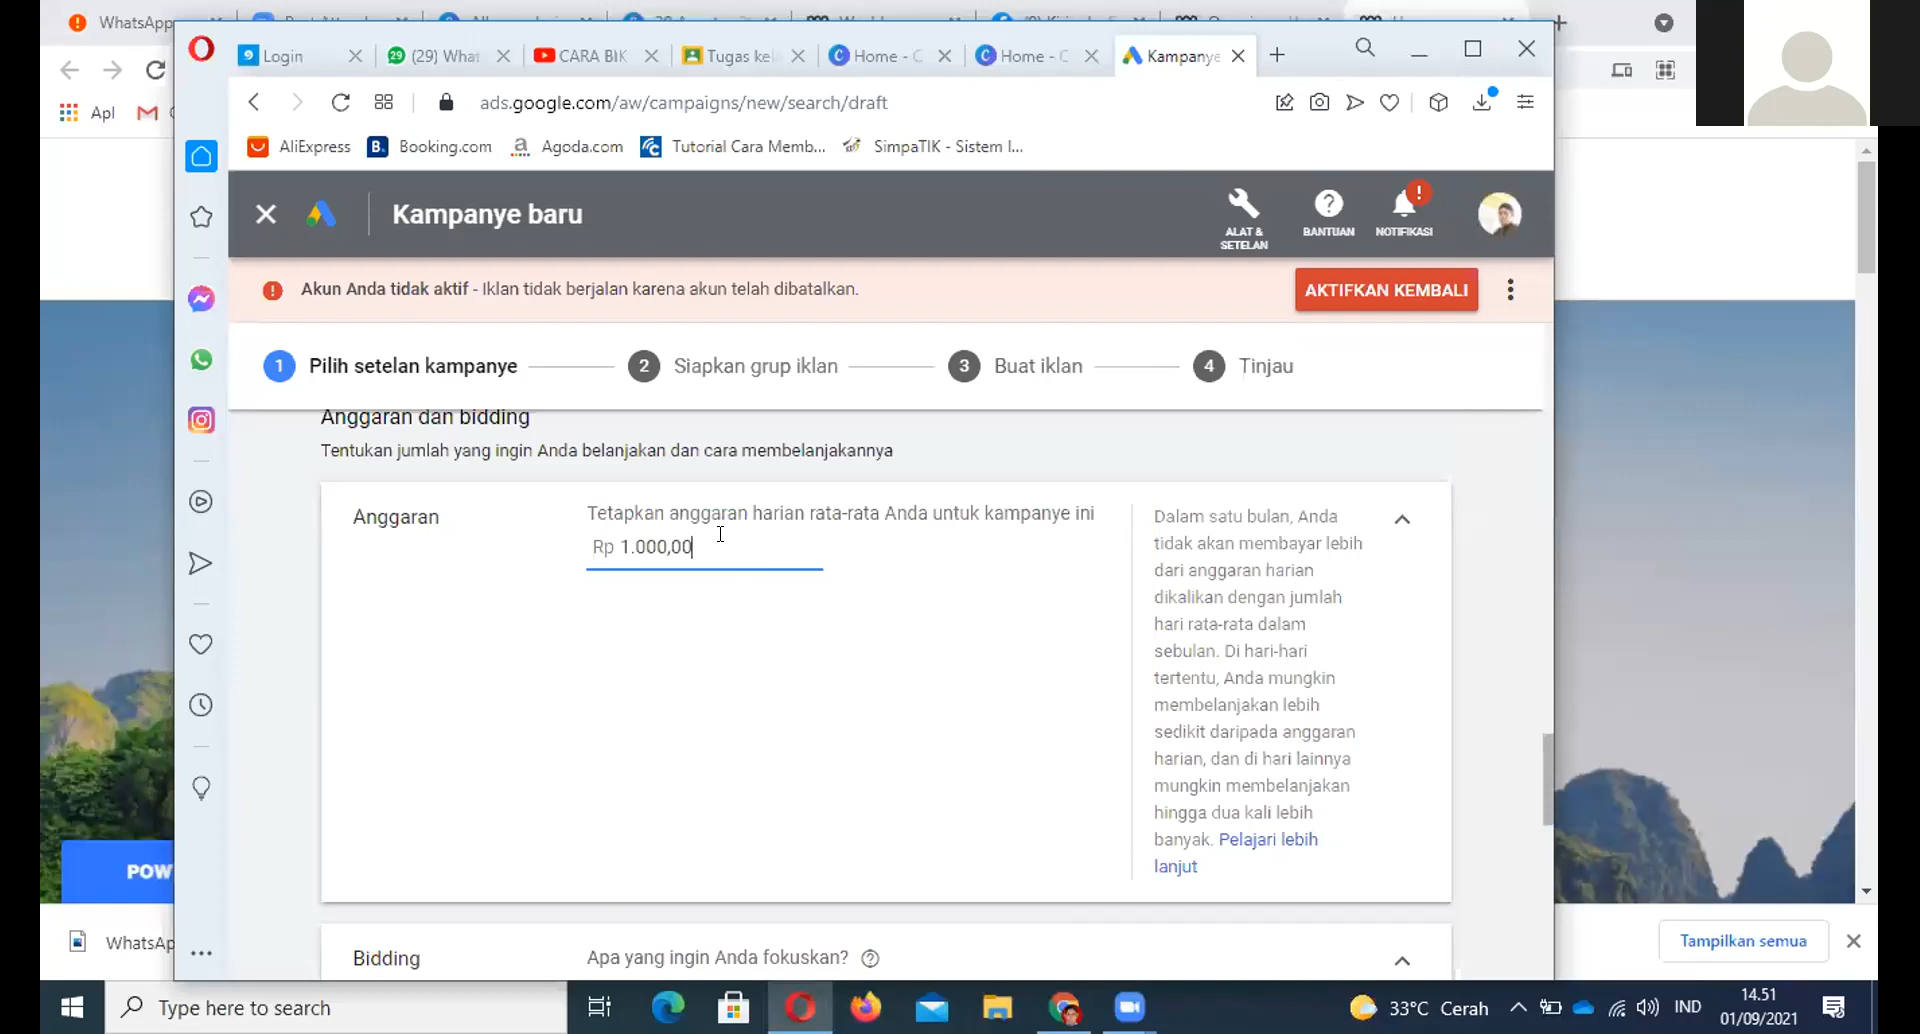 WhatsApp
Login
(29) What
CARA BIK
Tugas kel
Home - C
Home - C
Kampanye
ads.google.com/aw/campaigns/new/search/draft
Apl
AliExpress
Booking.com
Agoda.com
Tutorial Cara Memb...
SimpaTIK - Sistem I...
Kampanye baru
ALAT &
SETELAN
BANTUAN
NOTIFIKASI
Akun Anda tidak aktif - Iklan tidak berjalan karena akun telah dibatalkan.
AKTIFKAN KEMBALI
1 Pilih setelan kampanye
2 Siapkan grup iklan
3 Buat iklan
4 Tinjau
Anggaran dan bidding
Tentukan jumlah yang ingin Anda belanjakan dan cara membelanjakannya
Anggaran
Tetapkan anggaran harian rata-rata Anda untuk kampanye ini
Rp 1.000,00
Dalam satu bulan, Anda
tidak akan membayar lebih
dari anggaran harian
dikalikan dengan jumlah
hari rata-rata dalam
sebulan. Di hari-hari
tertentu, Anda mungkin
membelanjakan lebih
sedikit daripada anggaran
harian, dan di hari lainnya
mungkin membelanjakan
hingga dua kali lebih
banyak. Pelajari lebih
lanjut
Bidding
Apa yang ingin Anda fokuskan?
POW
WhatsAp
Tampilkan semua
Type here to search
33°C Cerah
IND
14.51
01/09/2021